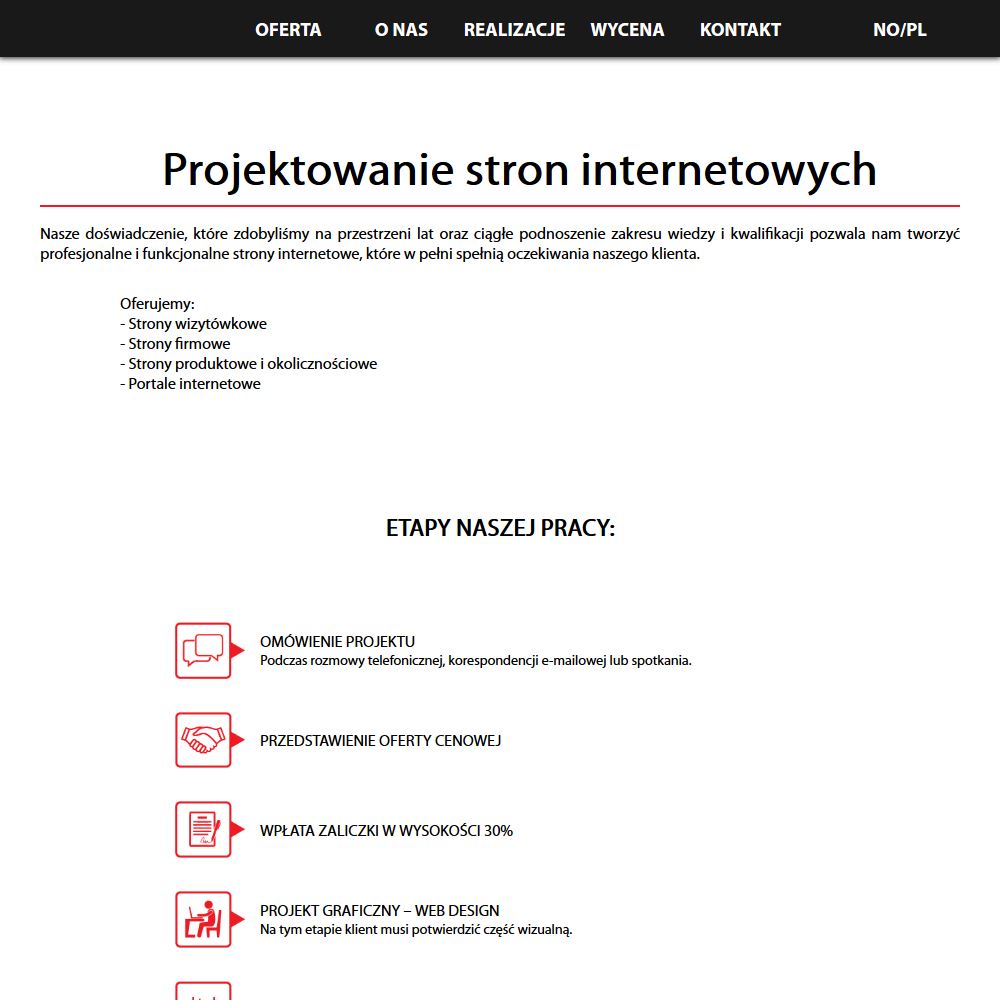 OFERTA O NAS REALIZACJE WYCENA KONTAKT NO/PL
Projektowanie stron internetowych
Nasze doświadczenie, które zdobyliśmy na przestrzeni lat oraz ciągłe podnoszenie zakresu wiedzy i kwalifikacji pozwala nam tworzyć
profesjonalne i funkcjonalne strony internetowe, które w pełni spełnią oczekiwania naszego klienta.
Oferujemy:
- Strony wizytówkowe
- Strony firmowe
- Strony produktowe i okolicznościowe
- Portale internetowe
ETAPY NASZEJ PRACY:
OMÓWIENIE PROJEKTU
Podczas rozmowy telefonicznej, korespondencji e-mailowej lub spotkania.
PRZEDSTAWIENIE OFERTY CENOWEJ
WPŁATA ZALICZKI W WYSOKOŚCI 30%
PROJEKT GRAFICZNY – WEB DESIGN
Na tym etapie klient musi potwierdzić część wizualną.